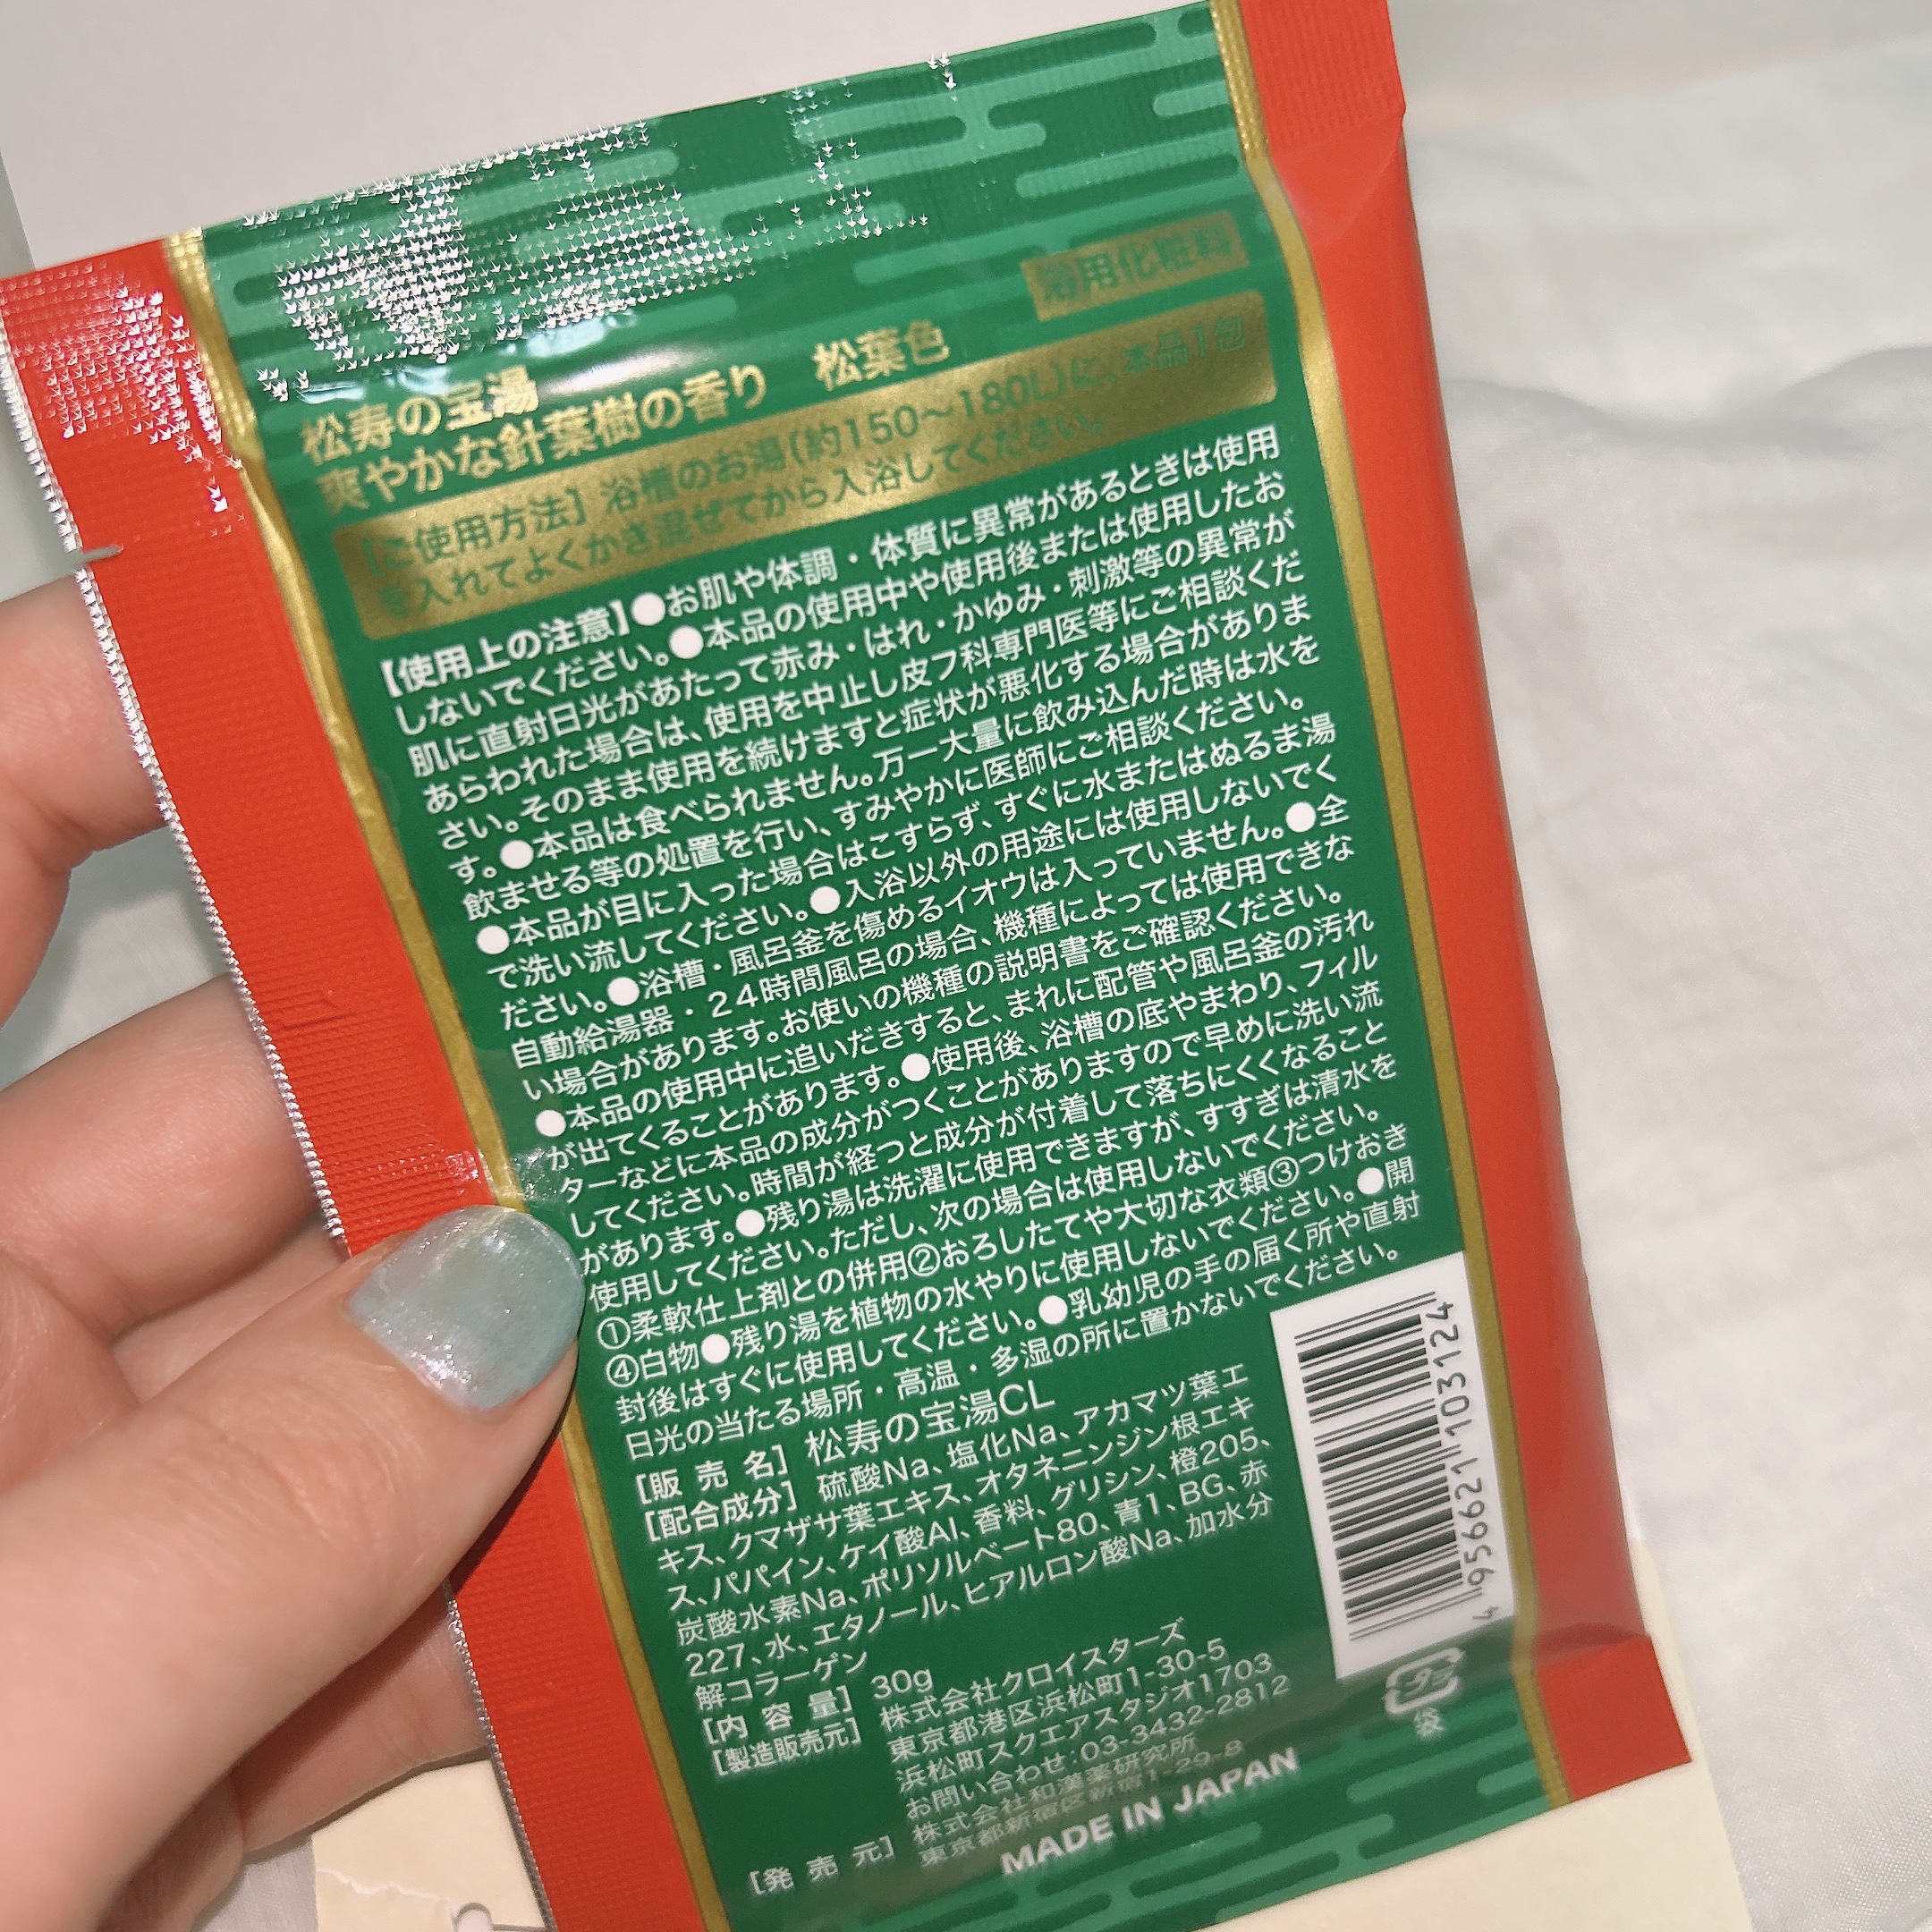 浴用化粧料
松寿の宝湯
爽やかな針葉樹の香り　松葉色
【ご使用方法】浴槽のお湯(約150〜180L)に、本品1包
を入れてよくかき混ぜてから入浴してください。
【使用上の注意】●お肌や体調・体質に異常があるときは使用
しないでください。●本品の使用中や使用後または使用したお
肌に直射日光があたって赤み・はれ・かゆみ・刺激等の異常が
あらわれた場合は、使用を中止し皮フ科専門医等にご相談くだ
さい。そのまま使用を続けますと症状が悪化する場合がありま
す。●本品は食べられません。万一大量に飲み込んだ時は水を
飲ませる等の処置を行い、すみやかに医師にご相談ください。
●本品が目に入った場合はこすらず、すぐに水またはぬるま湯
で洗い流してください。●入浴以外の用途には使用しないでく
ださい。●浴槽・風呂釜を傷めるイオウは入っていません。●全
自動給湯器・24時間風呂の場合、機種によっては使用できな
い場合があります。お使いの機種の説明書をご確認ください。
●本品の使用中に追いだきすると、まれに配管や風呂釜の汚れ
が出てくることがあります。●使用後、浴槽の底やまわり、フィル
ターなどに本品の成分がつくことがありますので早めに洗い流
してください。時間が経つと成分が付着して落ちにくくなること
があります。●残り湯は洗濯に使用できますが、すすぎは清水を
使用してください。ただし、次の場合は使用しないでください。
①柔軟仕上剤との併用②おろしたてや大切な衣類③つけおき
④白物●残り湯を植物の水やりに使用しないでください。●開
封後はすぐに使用してください。●乳幼児の手の届く所や直射
日光の当たる場所・高温・多湿の所に置かないでください。
[販売名] 松寿の宝湯CL
[配合成分] 硫酸Na、塩化Na、アカマツ葉エ
キス、クマザサ葉エキス、オタネニンジン根エキ
ス、パパイン、ケイ酸Al、香料、グリシン、橙205、
炭酸水素Na、ポリソルベート80、青1、BG、赤
227、水、エタノール、ヒアルロン酸Na、加水分
解コラーゲン
[内容量] 30g
[製造販売元] 株式会社クロイスターズ
東京都港区浜松町1-30-5
浜松町スクエアスタジオ1703
お問い合わせ:03-3432-2812
[発売元] 株式会社和漢薬研究所
東京都新宿区新宿1-29-8
MADE IN JAPAN
4 956621 103124
袋